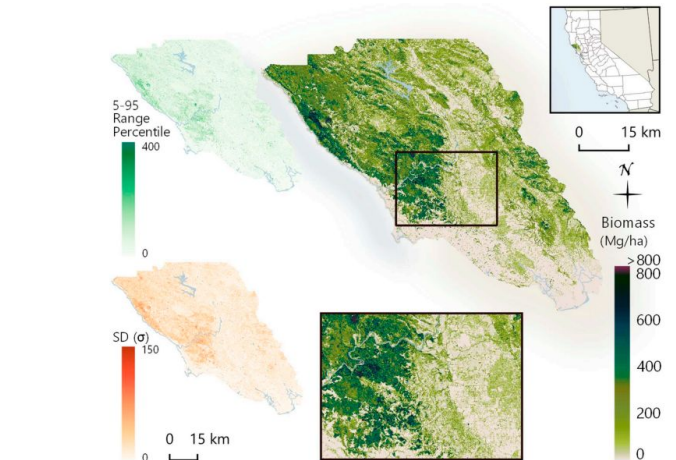 5-95
Range
Percentile
400
0
SD (σ)
150
0
0 15 km
0 15 km
N
Biomass
(Mg/ha)
>800
800
600
400
200
0